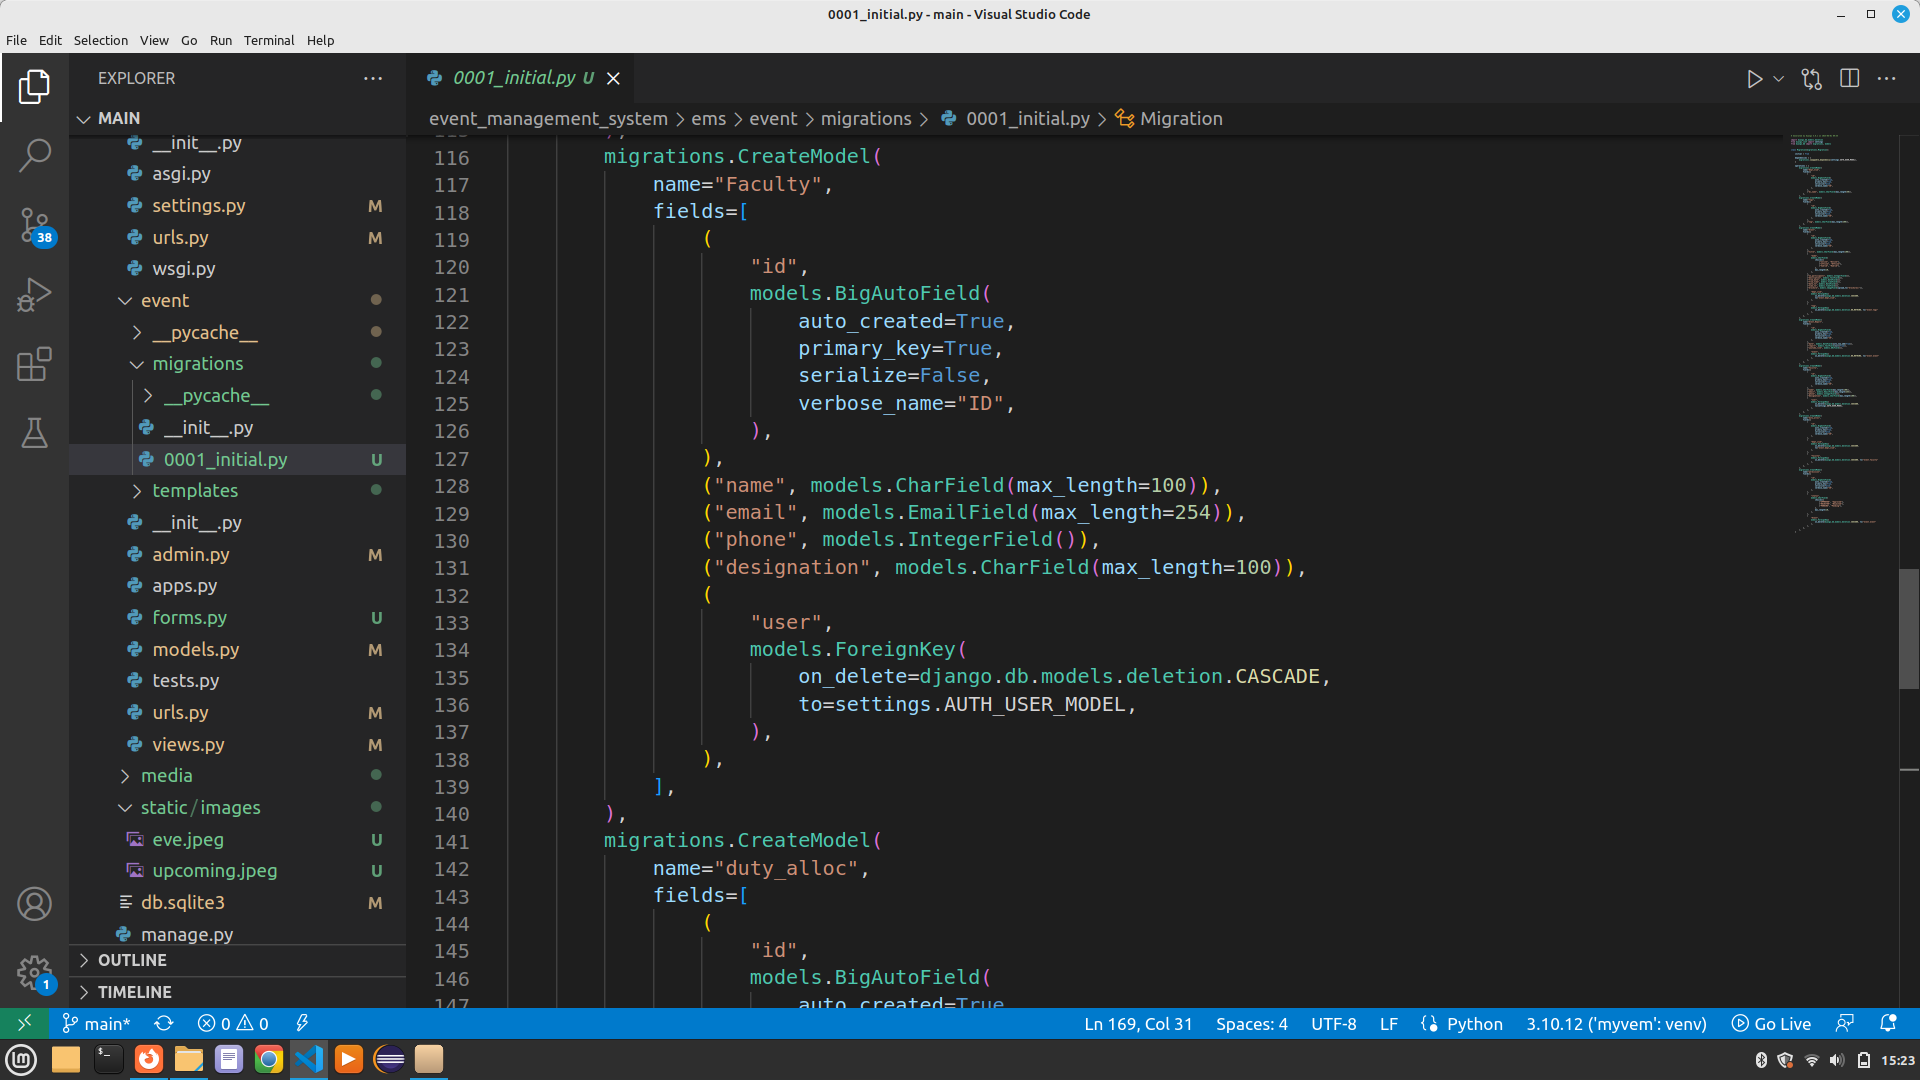 0001_initial.py - main - Visual Studio Code
File Edit Selection View Go Run Terminal Help
EXPLORER
MAIN
__init__.py
asgi.py
settings.py M
urls.py M
wsgi.py
event
__pycache__
migrations
__pycache__
__init__.py
0001_initial.py U
templates
__init__.py
admin.py M
apps.py
forms.py U
models.py M
tests.py
urls.py M
views.py M
media
static/images
eve.jpeg U
upcoming.jpeg U
db.sqlite3 M
manage.py
OUTLINE
TIMELINE
38
1
0001_initial.py U
event_management_system > ems > event > migrations > 0001_initial.py > Migration
116 migrations.CreateModel(
117 name="Faculty",
118 fields=[
119 (
120 "id",
121 models.BigAutoField(
122 auto_created=True,
123 primary_key=True,
124 serialize=False,
125 verbose_name="ID",
126 ),
127 ),
128 ("name", models.CharField(max_length=100)),
129 ("email", models.EmailField(max_length=254)),
130 ("phone", models.IntegerField()),
131 ("designation", models.CharField(max_length=100)),
132 (
133 "user",
134 models.ForeignKey(
135 on_delete=django.db.models.deletion.CASCADE,
136 to=settings.AUTH_USER_MODEL,
137 ),
138 ),
139 ],
140 ),
141 migrations.CreateModel(
142 name="duty_alloc",
143 fields=[
144 (
145 "id",
146 models.BigAutoField(
147 auto_created=True
main* 0 0 Ln 169, Col 31 Spaces: 4 UTF-8 LF Python 3.10.12 ('myvem': venv) Go Live
15:23